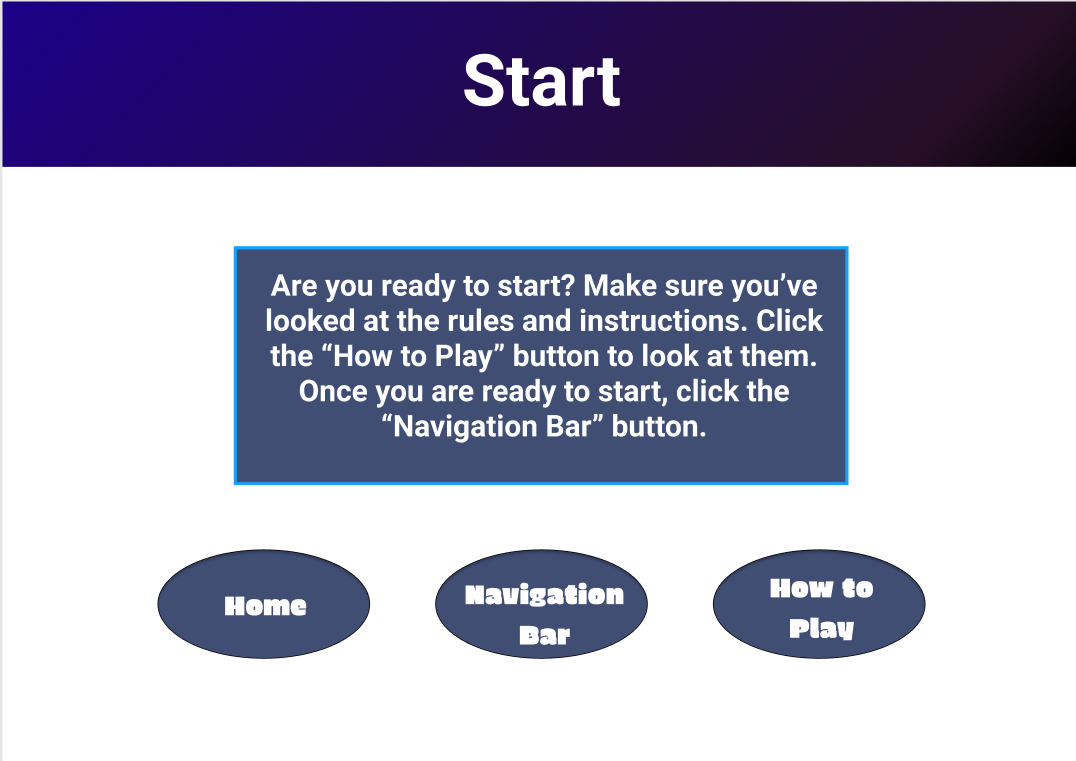 Start
Are you ready to start? Make sure you’ve
looked at the rules and instructions. Click
the “How to Play” button to look at them.
Once you are ready to start, click the
“Navigation Bar” button.
Home
Navigation
Bar
How to
Play